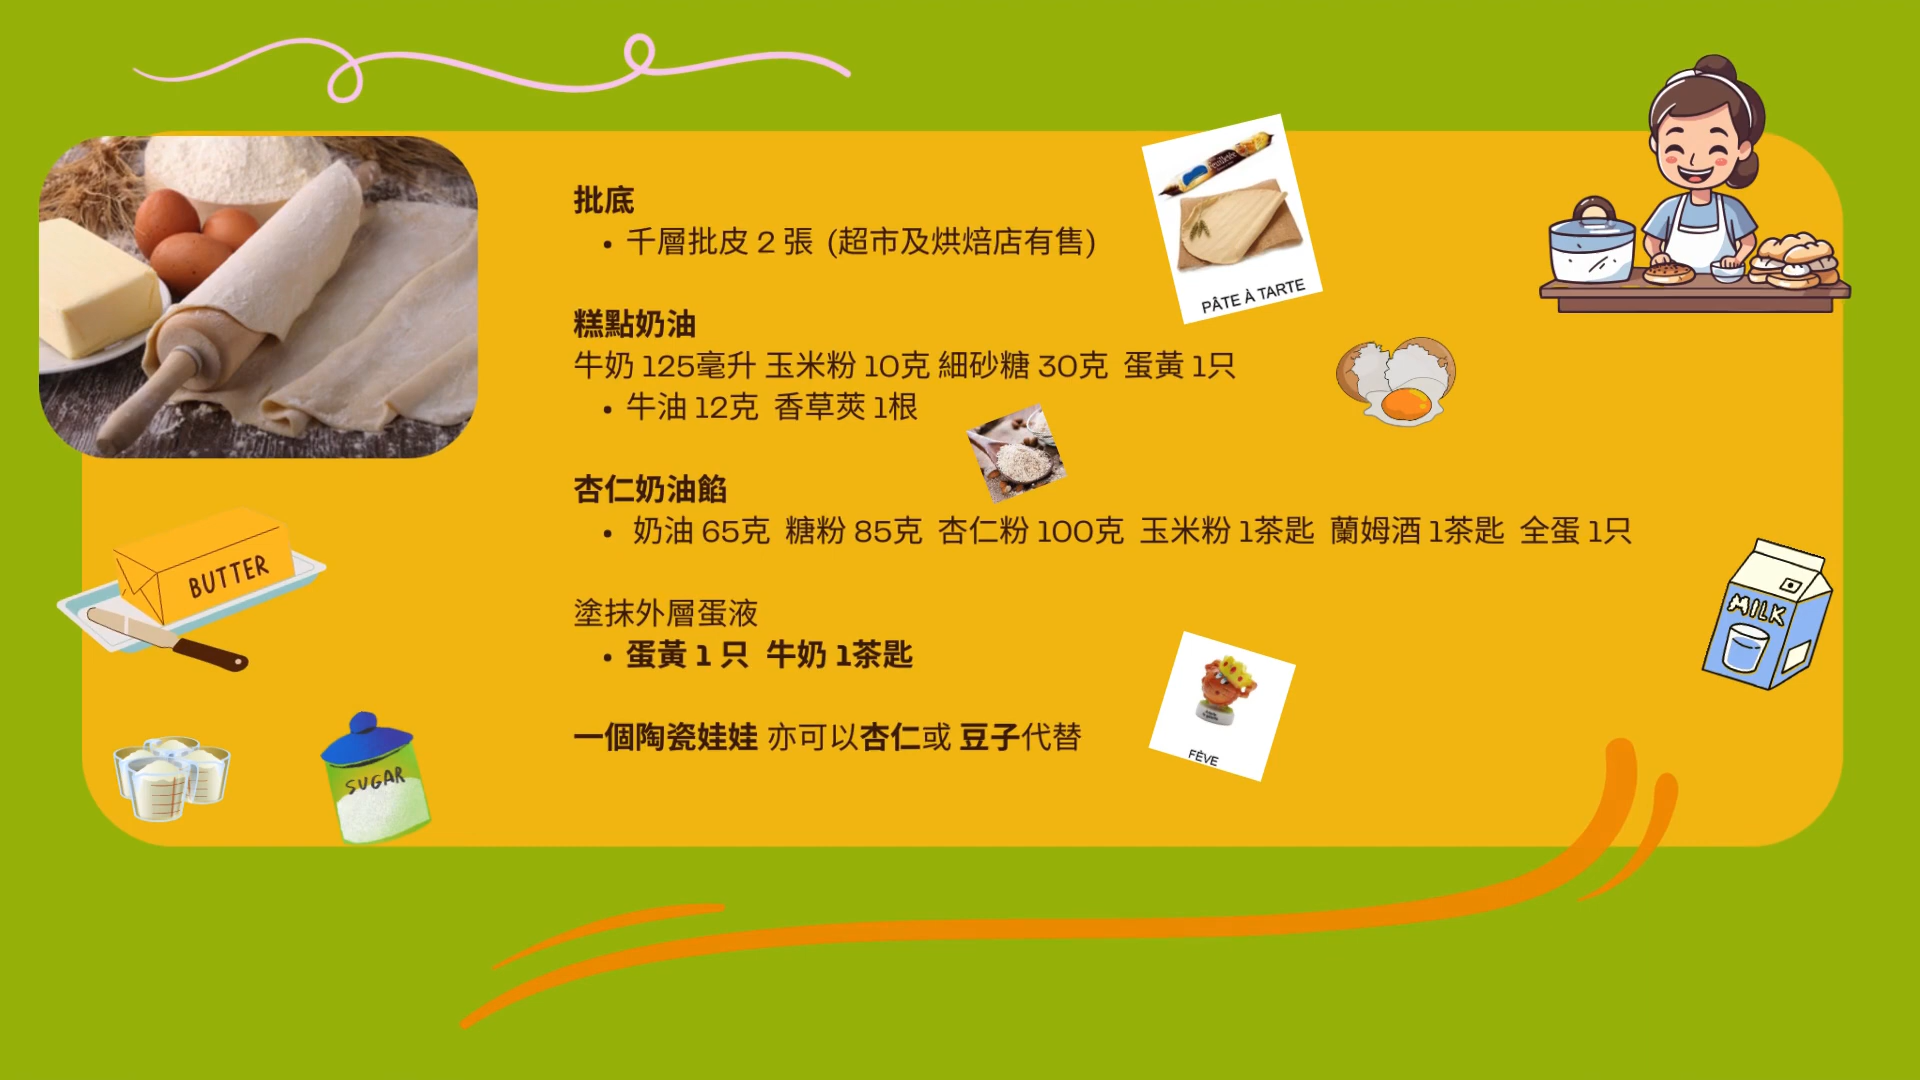 批底
• 千層批皮 2 張 (超市及烘焙店有售)
PÂTE À TARTE
糕點奶油
牛奶 125毫升 玉米粉 10克 細砂糖 30克 蛋黃 1只
• 牛油 12克 香草莢 1根
杏仁奶油餡
• 奶油 65克 糖粉 85克 杏仁粉 100克 玉米粉 1茶匙 蘭姆酒 1茶匙 全蛋 1只
BUTTER
MILK
塗抹外層蛋液
• 蛋黃 1 只 牛奶 1茶匙
一個陶瓷娃娃 亦可以杏仁或 豆子代替
FÈVE
SUGAR